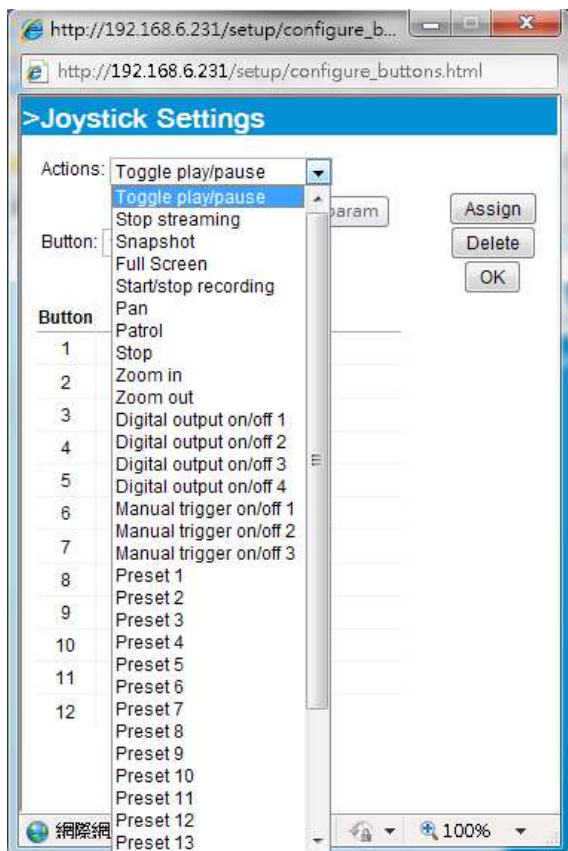 http://192.168.6.231/setup/configure_b...
http://192.168.6.231/setup/configure_buttons.html
>Joystick Settings
Actions: Toggle play/pause
Toggle play/pause
param
Assign
Stop streaming
Button:
Snapshot
Delete
Full Screen
OK
Start/stop recording
Button
Pan
Patrol
1
Stop
2
Zoom in
Zoom out
3
Digital output on/off 1
4
Digital output on/off 2
Digital output on/off 3
5
Digital output on/off 4
6
Manual trigger on/off 1
Manual trigger on/off 2
7
Manual trigger on/off 3
8
Preset 1
Preset 2
9
Preset 3
10
Preset 4
Preset 5
11
Preset 6
12
Preset 7
Preset 8
Preset 9
Preset 10
Preset 11
Preset 12
Preset 13
網際網
100%